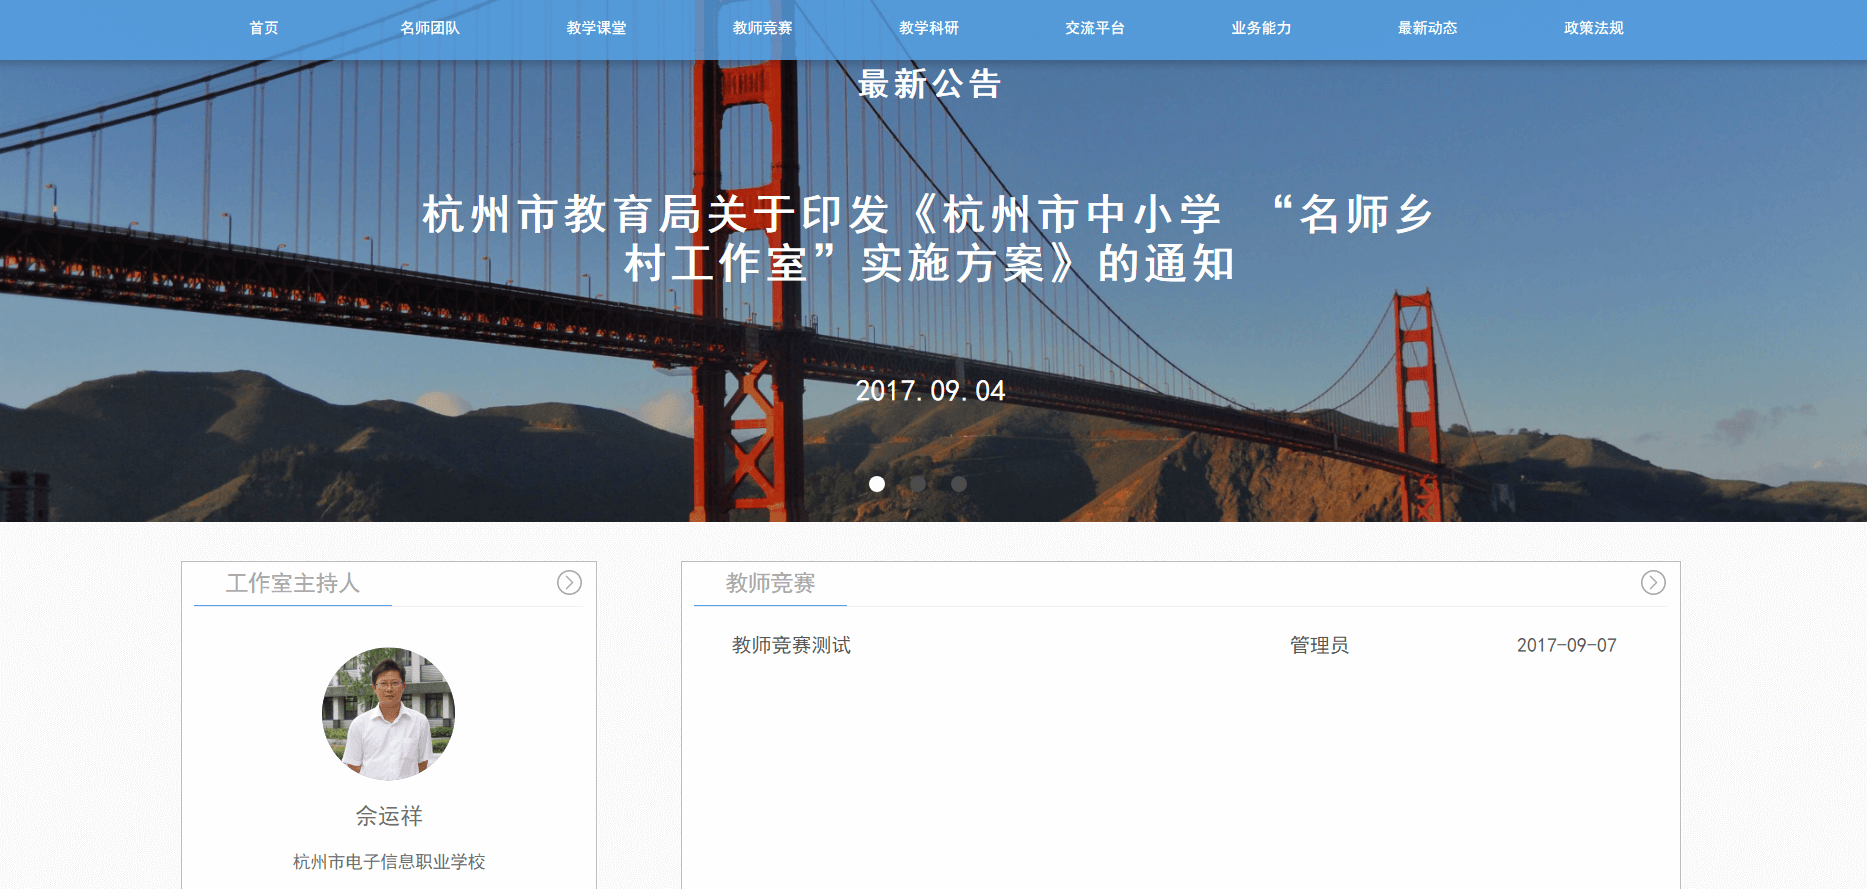 首页 名师团队 教学课堂 教师竞赛 教学科研 交流平台 业务能力 最新动态 政策法规
最新公告
杭州市教育局关于印发《杭州市中小学 “名师乡
村工作室”实施方案》的通知
2017.09.04
工作室主持人
佘运祥
杭州市电子信息职业学校
教师竞赛
教师竞赛测试 管理员 2017-09-07